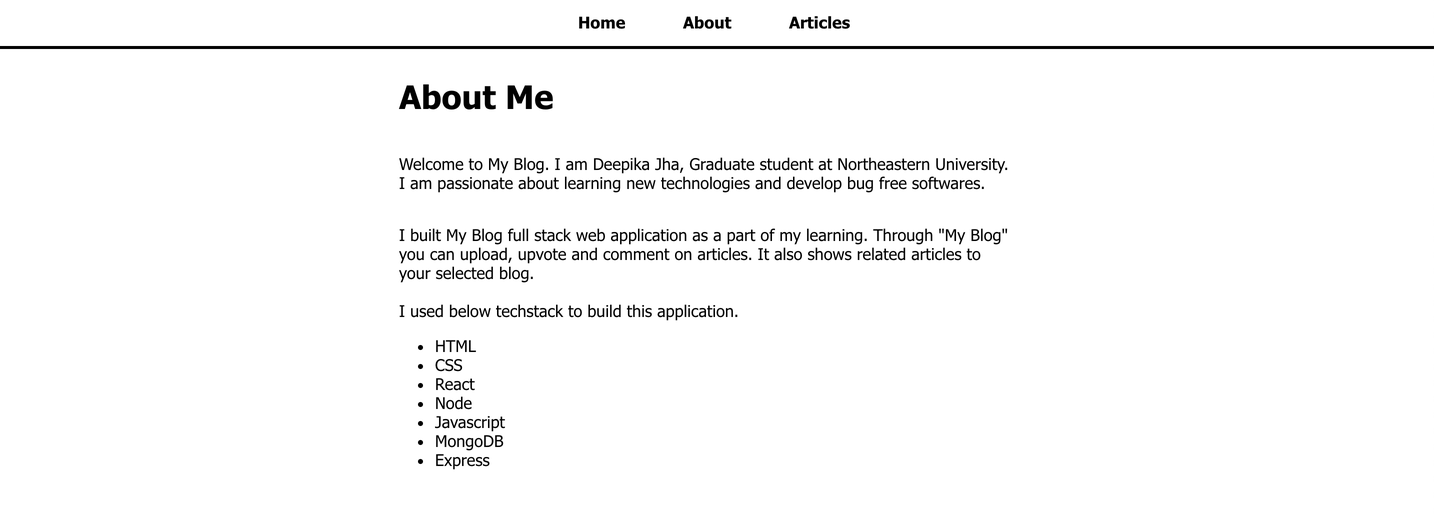 Home About Articles
About Me
Welcome to My Blog. I am Deepika Jha, Graduate student at Northeastern University.
I am passionate about learning new technologies and develop bug free softwares.
I built My Blog full stack web application as a part of my learning. Through "My Blog"
you can upload, upvote and comment on articles. It also shows related articles to
your selected blog.
I used below techstack to build this application.
• HTML
• CSS
• React
• Node
• Javascript
• MongoDB
• Express